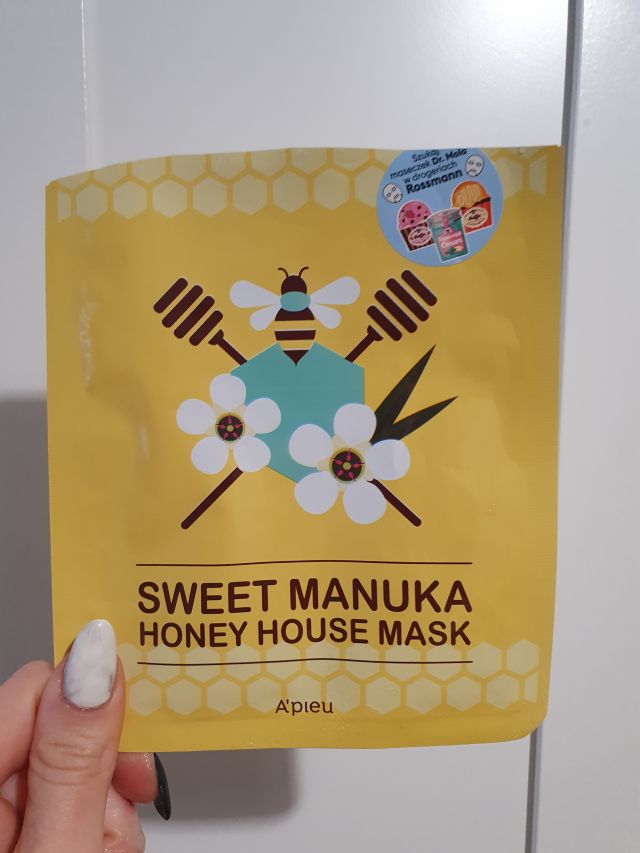 Szukaj
maseczek Dr. Mola
w drogeriach
Rossmann
SWEET MANUKA
HONEY HOUSE MASK
A'pieu